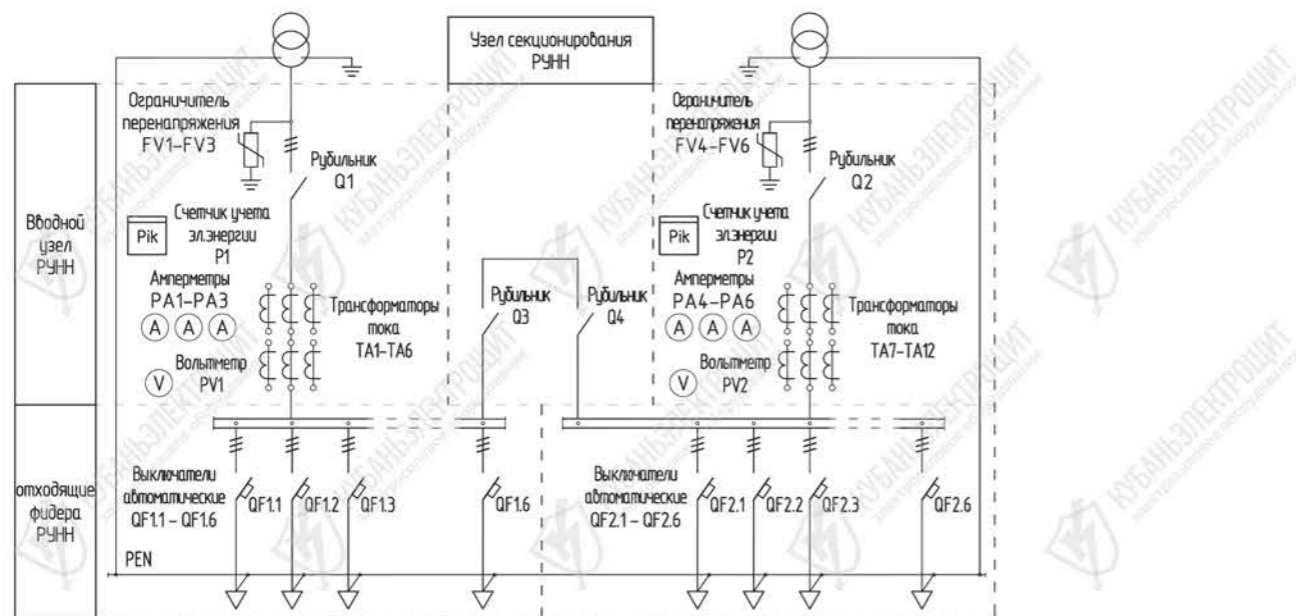 Узел секционирования
РУНН
Вводной
узел
РУНН
Ограничитель
перенапряжения
FV1-FV3
Рубильник
Q1
Pik
Счетчик учета
эл.энергии
P1
Амперметры
PA1-PA3
A A A
Вольтметр
PV1
V
Трансформаторы
тока
TA1-TA6
Рубильник
Q3
Рубильник
Q4
Ограничитель
перенапряжения
FV4-FV6
Рубильник
Q2
Pik
Счетчик учета
эл.энергии
P2
Амперметры
PA4-PA6
A A A
Вольтметр
PV2
V
Трансформаторы
тока
TA7-TA12
отходящие
фидера
РУНН
Выключатели
автоматические
QF1.1 - QF1.6
QF1.1
QF1.2
QF1.3
QF1.6
Выключатели
автоматические
QF2.1 - QF2.6
QF2.1
QF2.2
QF2.3
QF2.6
PEN
КУБАНЬЭЛЕКТРОЩИТ
электрощитовое оборудование